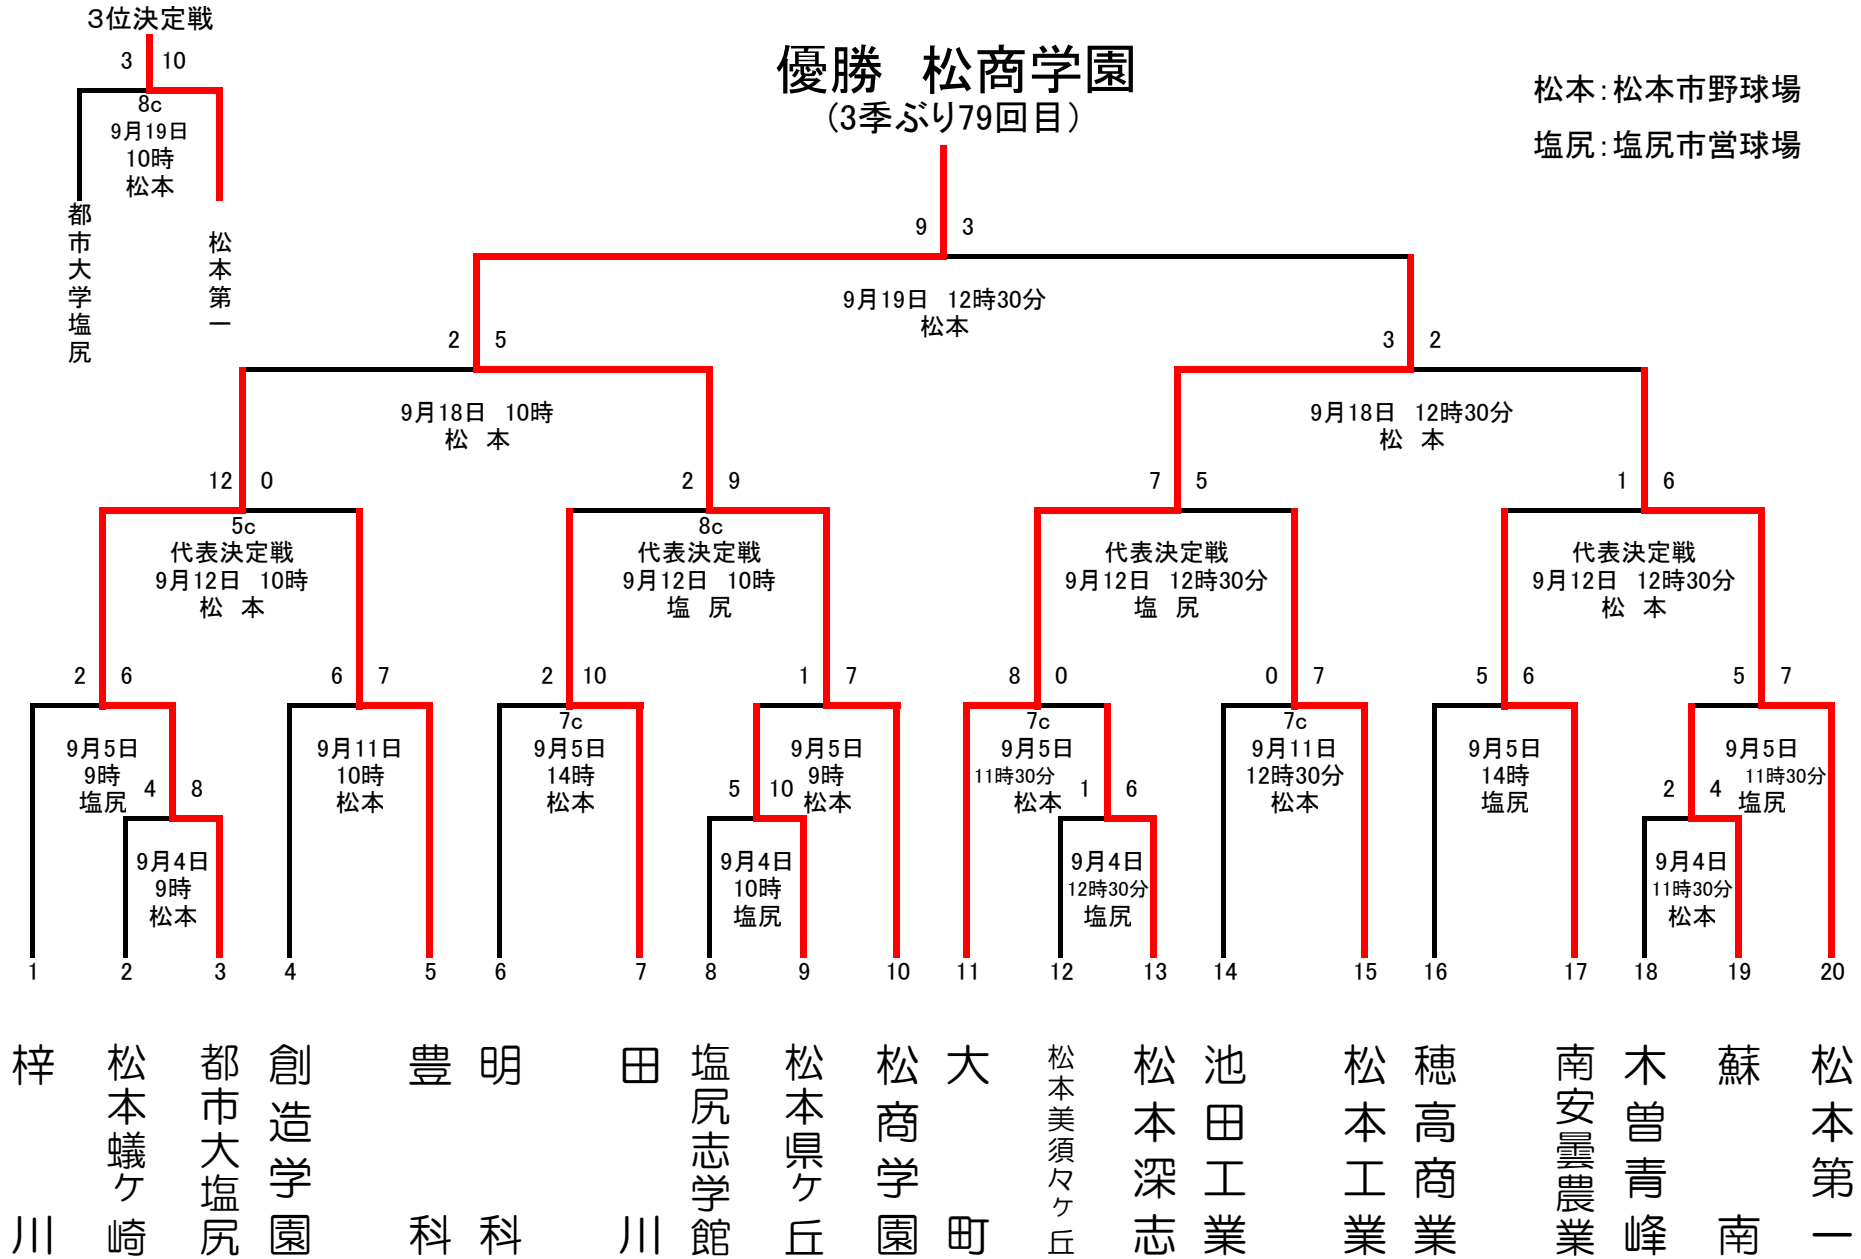 3位決定戦
3 10
8c
9月19日
10時
松本
都市大学塩尻
松本第一
優勝 松商学園
(3季ぶり79回目)
松本：松本市野球場
塩尻：塩尻市営球場
9 3
9月19日 12時30分
松本
2 5
3 2
9月18日 10時
松 本
9月18日 12時30分
松 本
12 0
2 9
7 5
1 6
5c
代表決定戦
9月12日 10時
松 本
8c
代表決定戦
9月12日 10時
塩 尻
代表決定戦
9月12日 12時30分
塩 尻
代表決定戦
9月12日 12時30分
松 本
2 6
6 7
2 10
1 7
8 0
0 7
5 6
5 7
9月5日
9時
塩尻
9月11日
10時
松本
7c
9月5日
14時
松本
9月5日
9時
松本
7c
9月5日
11時30分
松本
7c
9月11日
12時30分
松本
9月5日
14時
塩尻
9月5日
11時30分
塩尻
4 8
5 10
1 6
2 4
9月4日
9時
松本
9月4日
10時
塩尻
9月4日
12時30分
塩尻
9月4日
11時30分
松本
1 2 3 4 5 6 7 8 9 10 11 12 13 14 15 16 17 18 19 20
梓川
松本蟻ケ崎
都市大塩尻
創造学園
豊科
明科
田川
塩尻志学館
松本県ケ丘
松商学園
大町
松本美須々ケ丘
松本深志
池田工業
松本工業
穂高商業
南安曇農業
木曽青峰
蘇南
松本第一